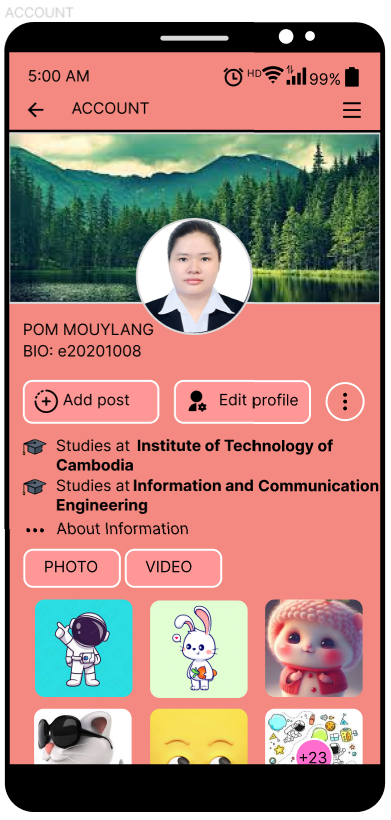 ACCOUNT
5:00 AM HD 99%
ACCOUNT
POM MOUYLANG
BIO: e20201008
Add post Edit profile
Studies at Institute of Technology of
Cambodia
Studies at Information and Communication
Engineering
About Information
PHOTO VIDEO
+23